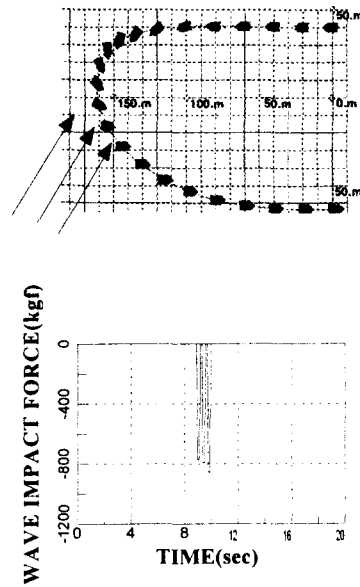 50.m
150.m 100.m 50.m 0.m
50.m
WAVE IMPACT FORCE(kgf)
0
-400
-800
-1200
0 4 8 12 16 20
TIME(sec)